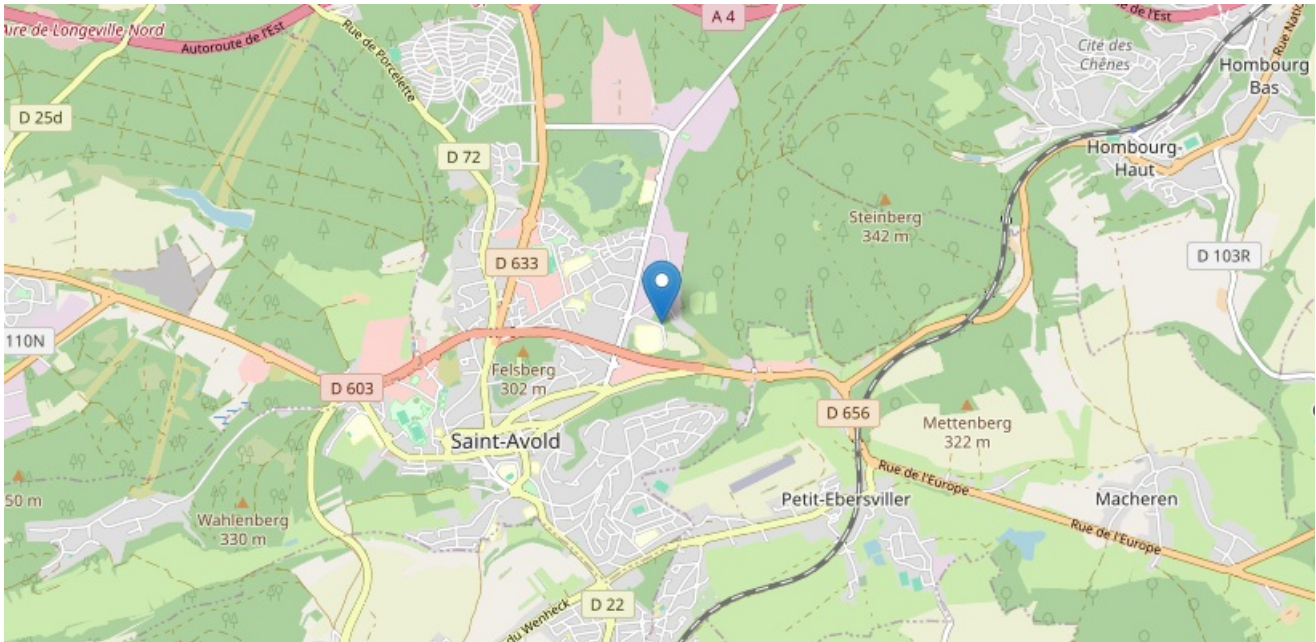 A 4
de l'Est
Aire de Longeville Nord
Autoroute de l'Est
Rue de Porcelette
Rue Nati
Cité des
Chênes
Hombourg
Bas
D 25d
D 72
Hombourg-
Haut
Steinberg
342 m
D 633
D 103R
110N
Felsberg
302 m
D 603
D 656
Mettenberg
322 m
Saint-Avold
Rue de l'Europe
50 m
Petit-Ebersviller
Macheren
Wahlenberg
330 m
Rue de l'Europe
D 22
du Wenheck